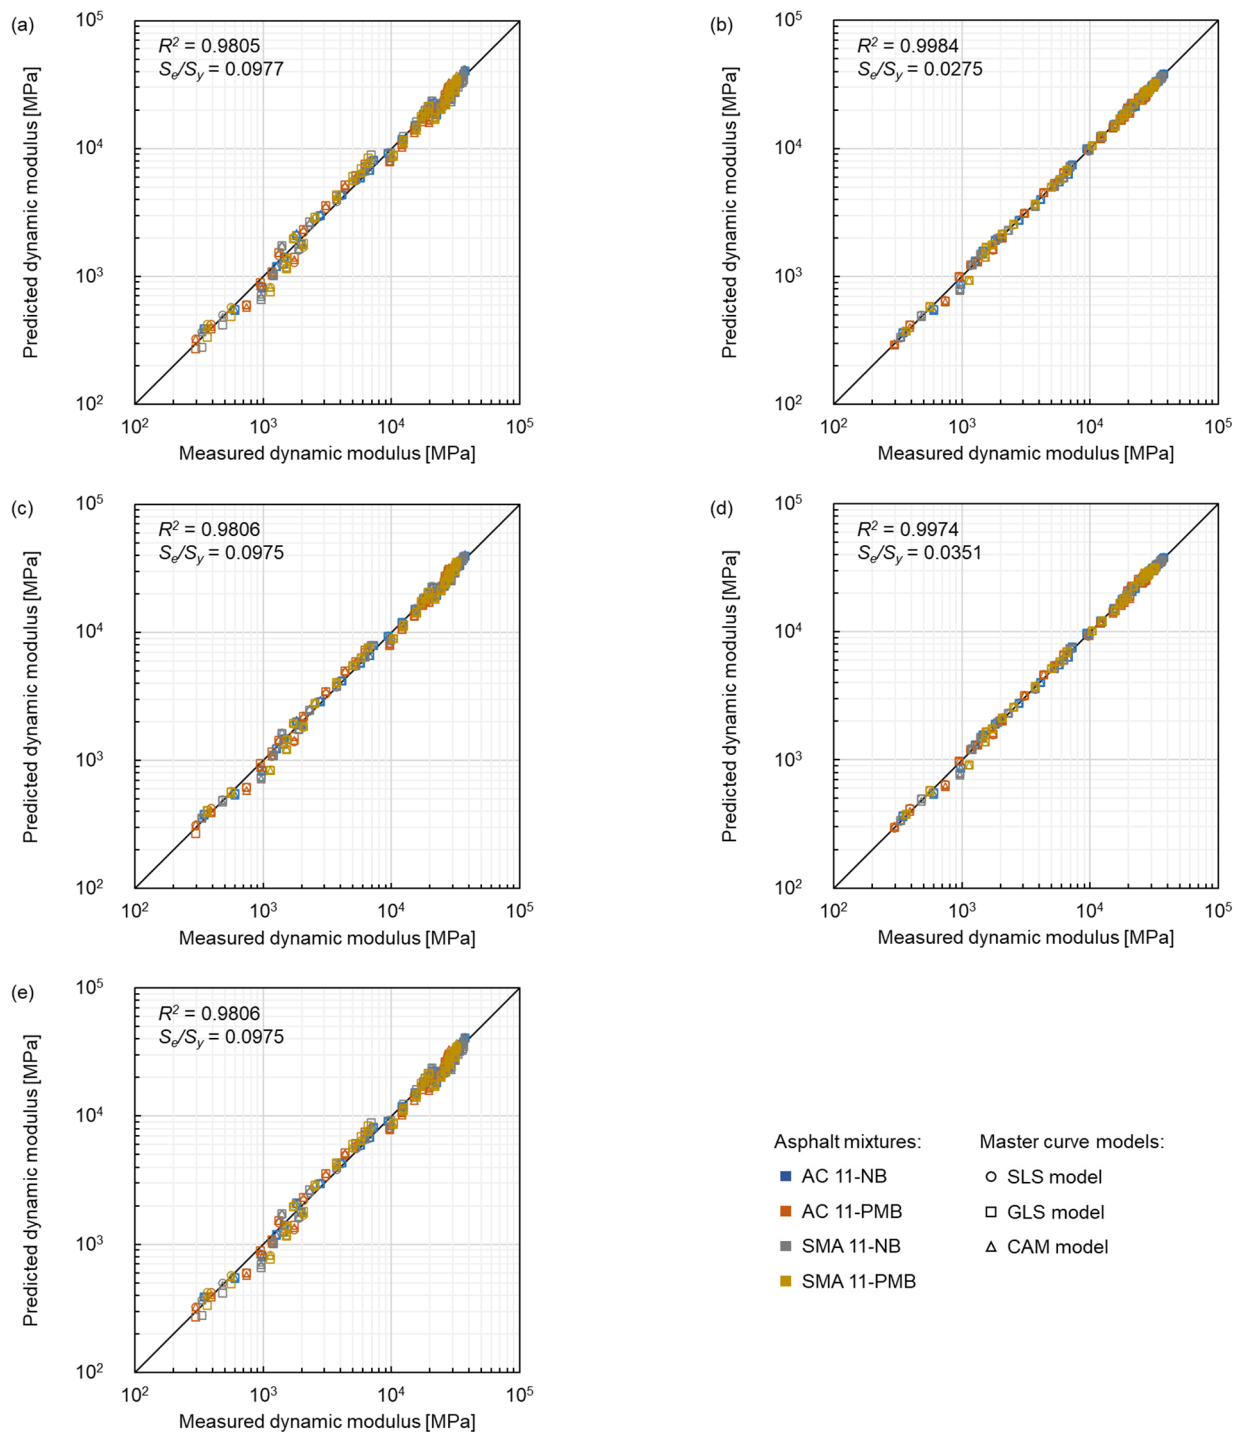 (a)
R² = 0.9805
Sₑ/Sᵧ = 0.0977
10⁵
10⁴
10³
10²
10² 10³ 10⁴ 10⁵
Predicted dynamic modulus [MPa]
Measured dynamic modulus [MPa]
(b)
R² = 0.9984
Sₑ/Sᵧ = 0.0275
10⁵
10⁴
10³
10²
10² 10³ 10⁴ 10⁵
Predicted dynamic modulus [MPa]
Measured dynamic modulus [MPa]
(c)
R² = 0.9806
Sₑ/Sᵧ = 0.0975
10⁵
10⁴
10³
10²
10² 10³ 10⁴ 10⁵
Predicted dynamic modulus [MPa]
Measured dynamic modulus [MPa]
(d)
R² = 0.9974
Sₑ/Sᵧ = 0.0351
10⁵
10⁴
10³
10²
10² 10³ 10⁴ 10⁵
Predicted dynamic modulus [MPa]
Measured dynamic modulus [MPa]
(e)
R² = 0.9806
Sₑ/Sᵧ = 0.0975
10⁵
10⁴
10³
10²
10² 10³ 10⁴ 10⁵
Predicted dynamic modulus [MPa]
Measured dynamic modulus [MPa]
Asphalt mixtures:
AC 11-NB
AC 11-PMB
SMA 11-NB
SMA 11-PMB
Master curve models:
SLS model
GLS model
CAM model